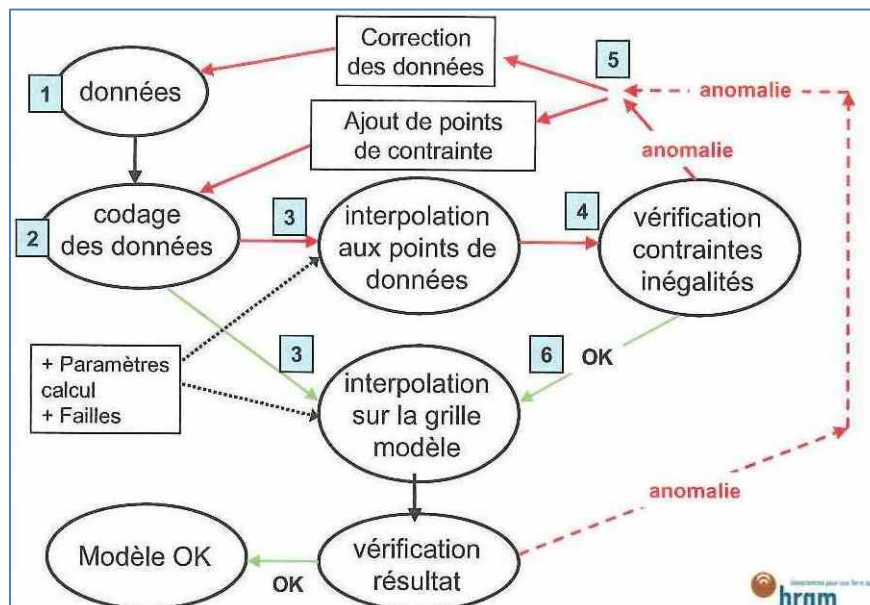 Correction
des données
5
1
données
anomalie
Ajout de points
de contrainte
anomalie
2
codage
des données
3
interpolation
aux points de
données
4
vérification
contraintes
inégalités
+ Paramètres
calcul
+ Failles
3
interpolation
sur la grille
modèle
6
OK
anomalie
Modèle OK
OK
vérification
résultat
brgm